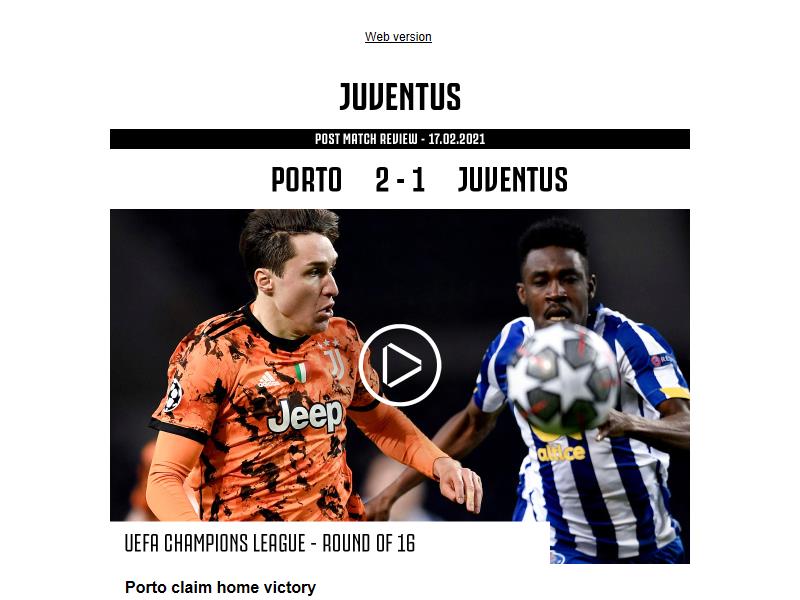 Web version
JUVENTUS
POST MATCH REVIEW - 17.02.2021
PORTO 2 - 1 JUVENTUS
Jeep
altice
UEFA CHAMPIONS LEAGUE - ROUND OF 16
Porto claim home victory